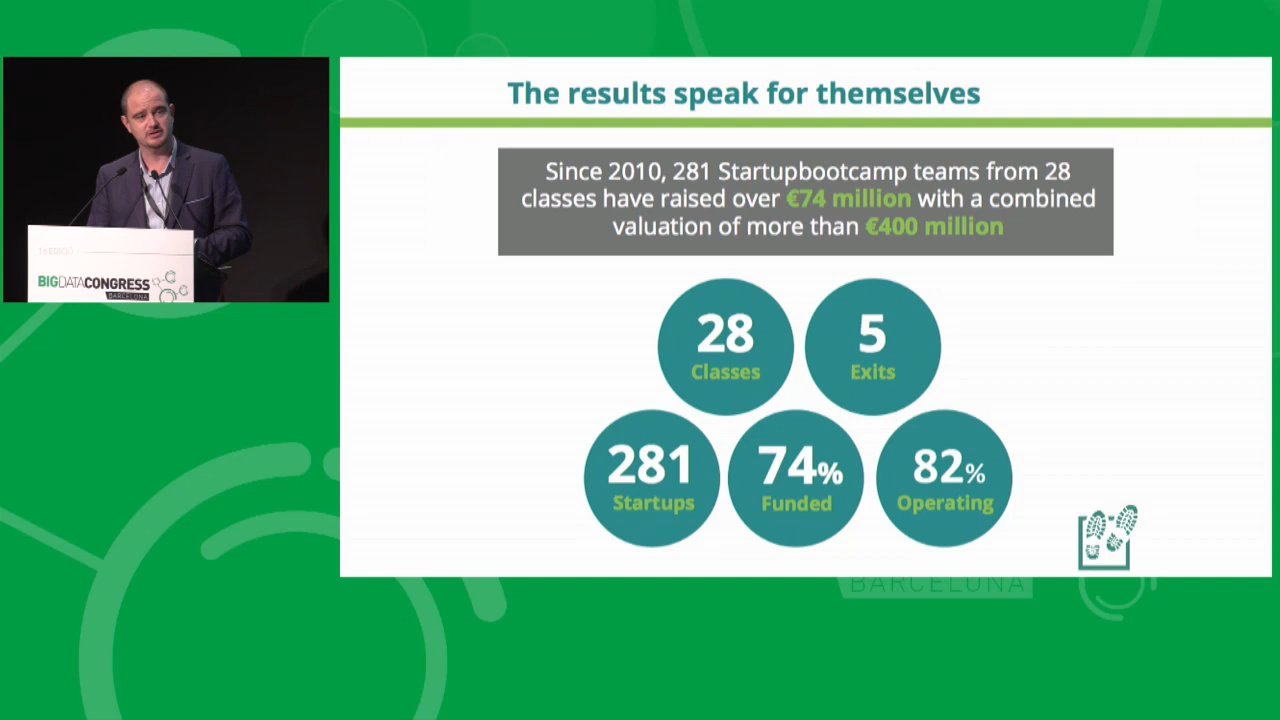 The results speak for themselves
Since 2010, 281 Startupbootcamp teams from 28
classes have raised over €74 million with a combined
valuation of more than €400 million
28
Classes
5
Exits
281
Startups
74%
Funded
82%
Operating
1a EDICIÓ
BIGDATACONGRESS
BARCELONA
BARCELONA